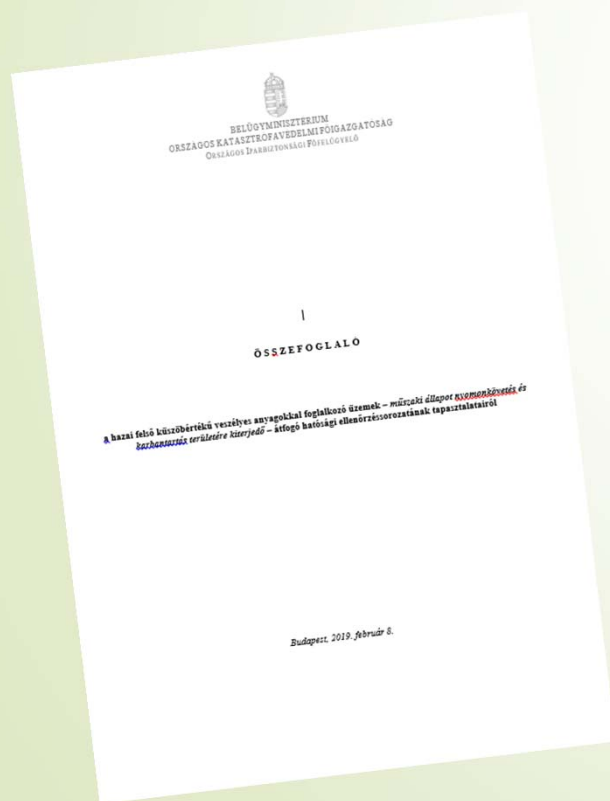 BELÜGYMINISZTÉRIUM
ORSZÁGOS KATASZTRÓFAVÉDELMI FŐIGAZGATÓSÁG
ORSZÁGOS IPARBIZTONSÁGI FŐFELÜGYELŐ
ÖSSZEFOGLALÓ
a hazai felső küszöbértékű veszélyes anyagokkal foglalkozó üzemek – műszaki állapot nyomonkövetés és
karbantartás területére kiterjedő – átfogó hatósági ellenőrzéssorozatának tapasztalatairól
Budapest, 2019. február 8.